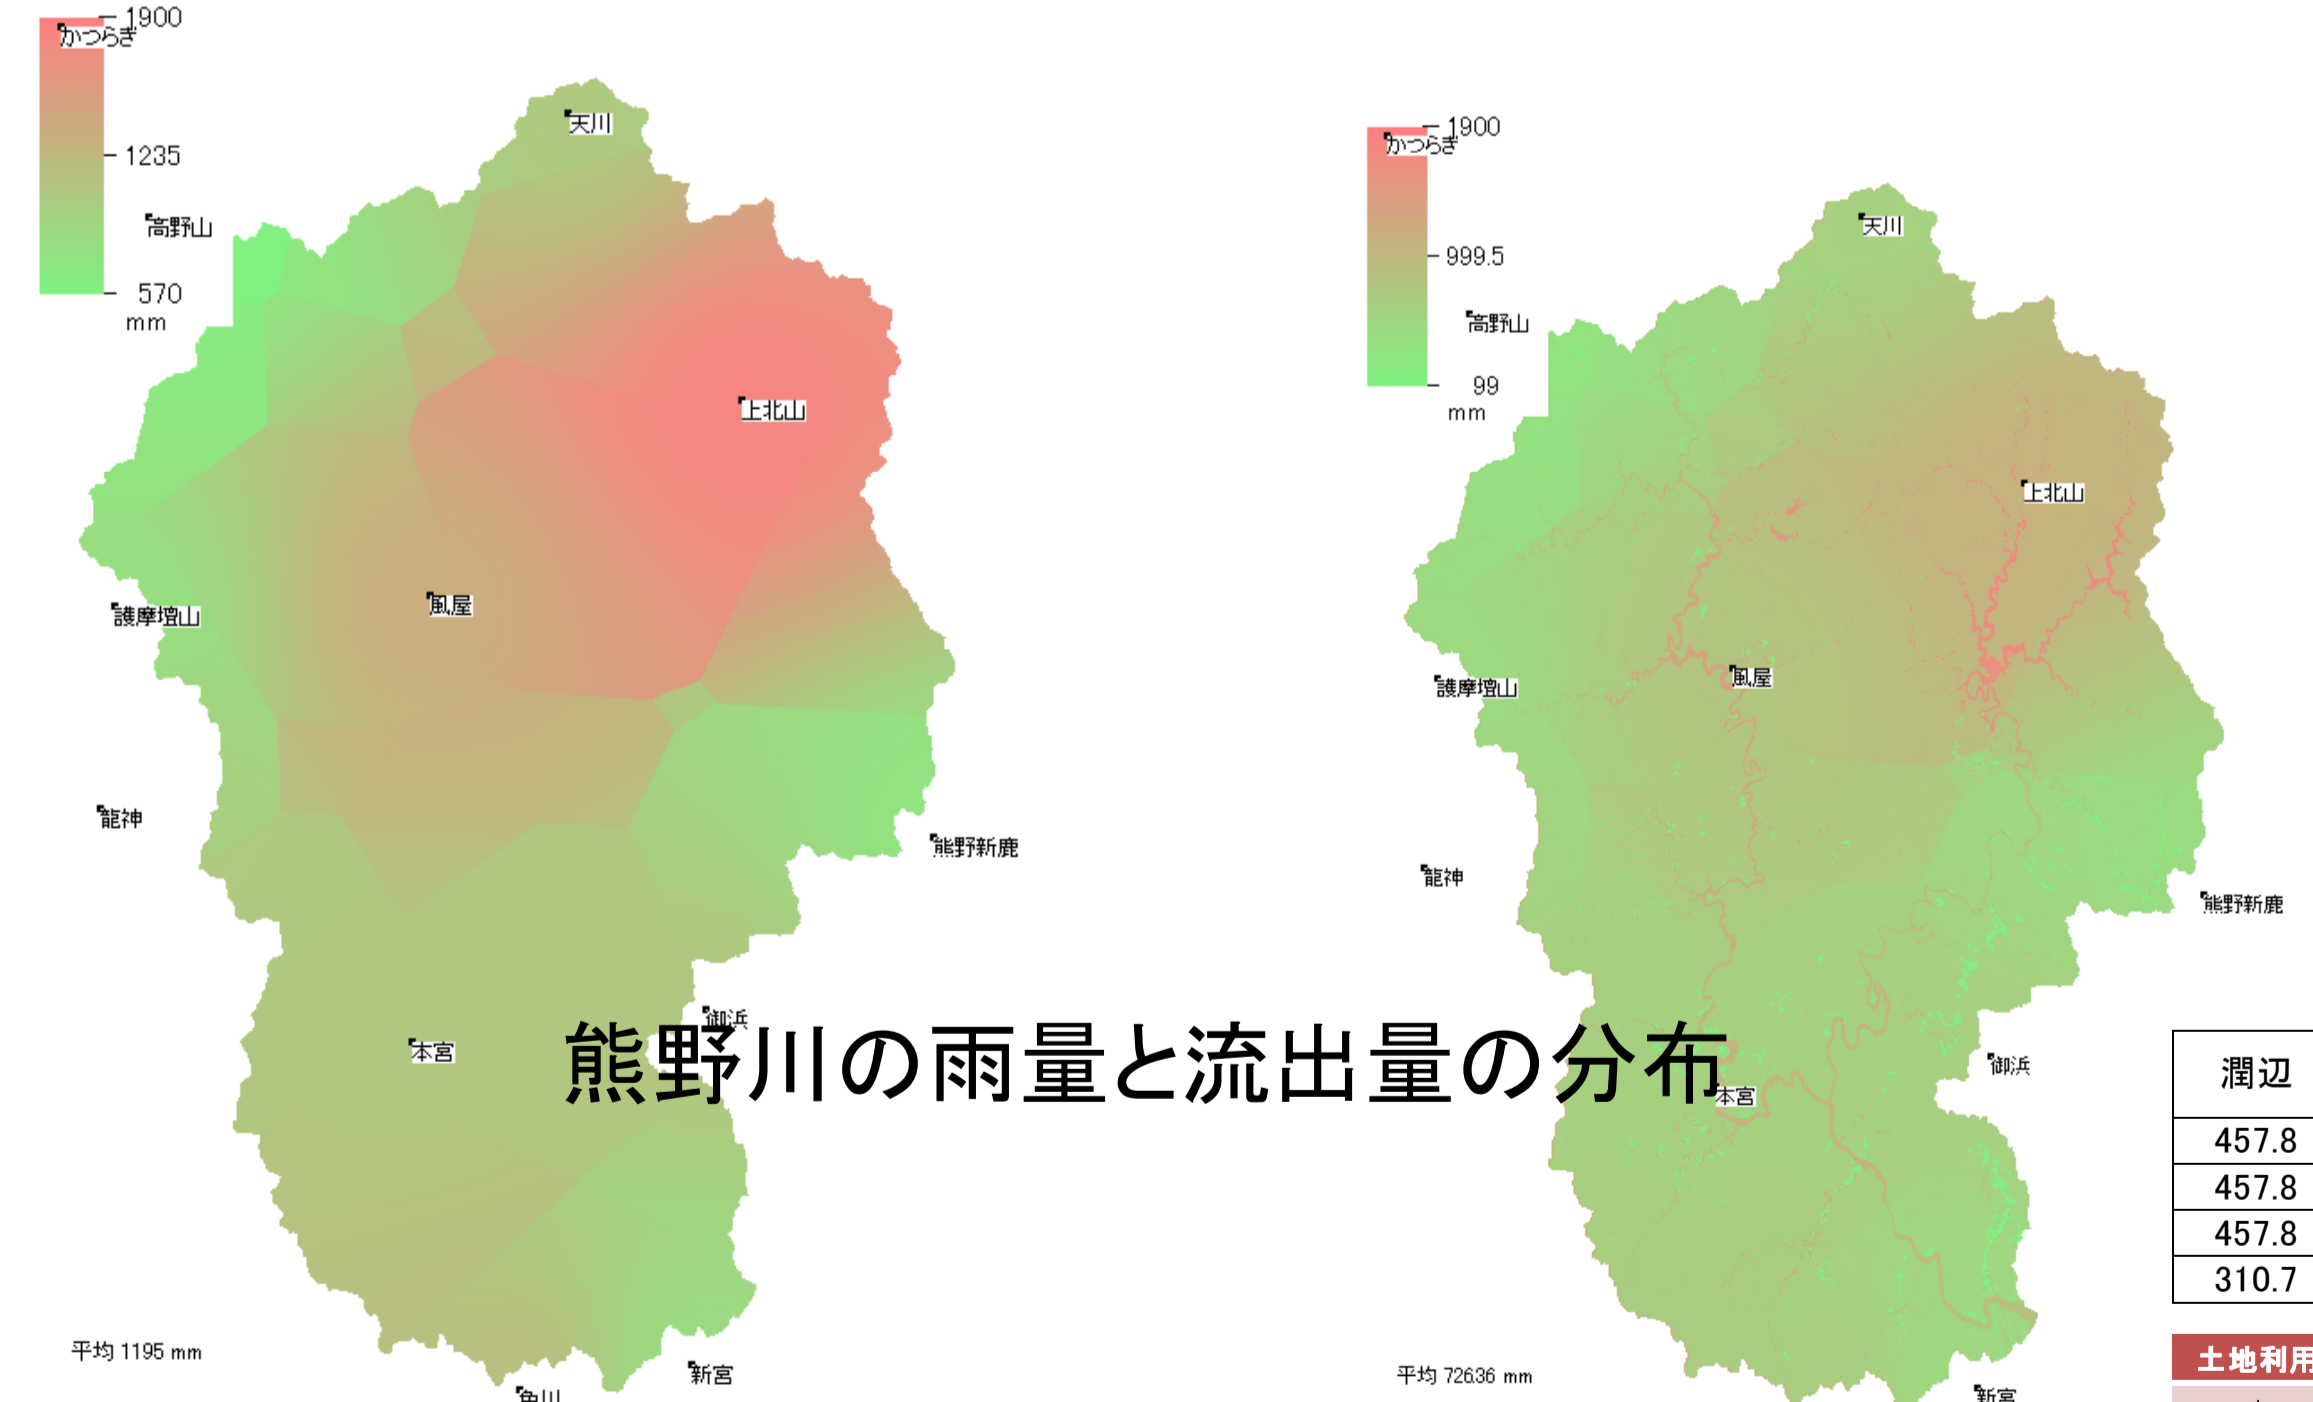 1900
かつらぎ
1235
570
mm
天川
高野山
上北山
風屋
護摩壇山
龍神
熊野新鹿
御浜
本宮
新宮
平均 1195 mm
熊野川の雨量と流出量の分布
1900
かつらぎ
999.5
99
mm
天川
高野山
上北山
風屋
護摩壇山
龍神
熊野新鹿
御浜
本宮
新宮
平均 726.36 mm
潤辺
457.8
457.8
457.8
310.7
土地利用